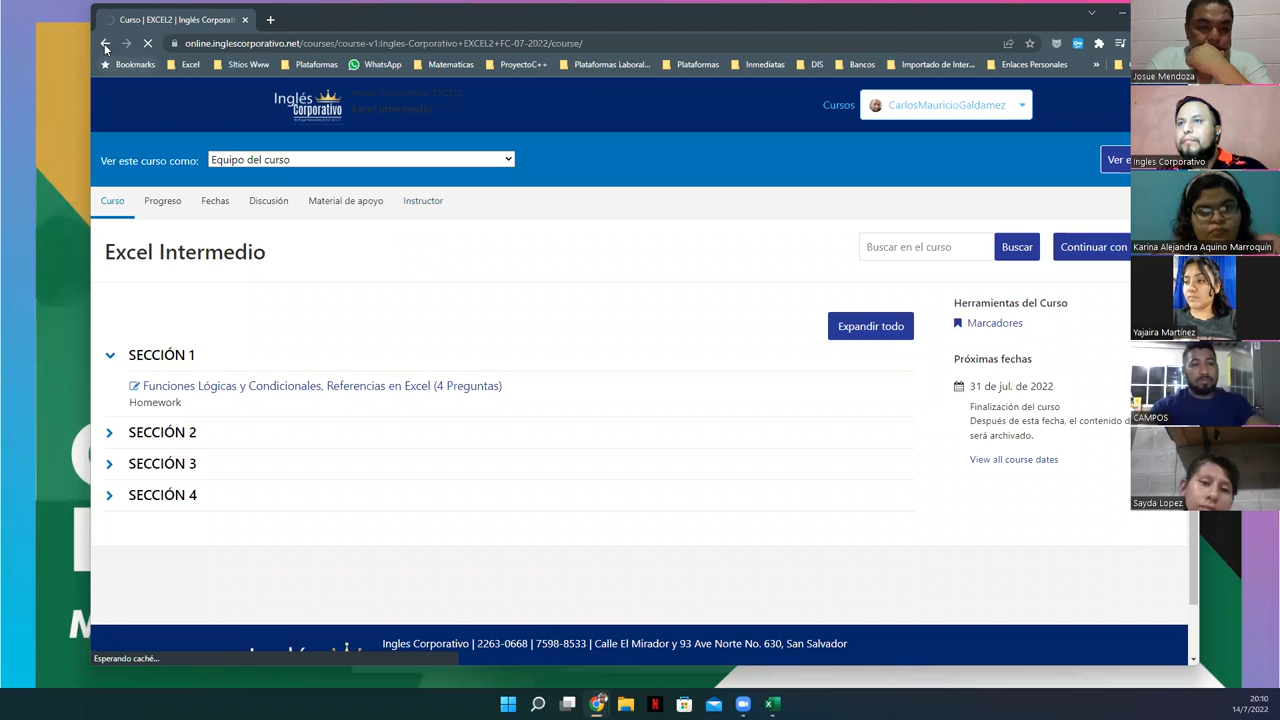 Curso | EXCEL2 | Inglés Corporati
online.inglescorporativo.net/courses/course-v1:Ingles-Corporativo+EXCEL2+FC-07-2022/course/
Bookmarks Excel SItios Www Plataformas WhatsApp Matematicas ProyectoC++ Plataformas Laboral... Plataformas Inmediatas DIS Bancos Importado de Inter... Enlaces Personales »
Inglés Corporativo
Ingles-Corporativo: EXCEL2
Excel Intermedio
Cursos CarlosMauricioGaldamez
Ver este curso como: Equipo del curso Ver e
Curso Progreso Fechas Discusión Material de apoyo Instructor
Excel Intermedio
Buscar en el curso Buscar Continuar con
Expandir todo
SECCIÓN 1
Funciones Lógicas y Condicionales, Referencias en Excel (4 Preguntas)
Homework
SECCIÓN 2
SECCIÓN 3
SECCIÓN 4
Herramientas del Curso
Marcadores
Próximas fechas
31 de jul. de 2022
Finalización del curso
Después de esta fecha, el contenido d
será archivado.
View all course dates
Ingles Corporativo | 2263-0668 | 7598-8533 | Calle El Mirador y 93 Ave Norte No. 630, San Salvador
Esperando caché...
Josue Mendoza
Ingles Corporativo
Karina Alejandra Aquino Marroquín
Yajaira Martínez
CAMPOS
Sayda Lopez
20:10
14/7/2022